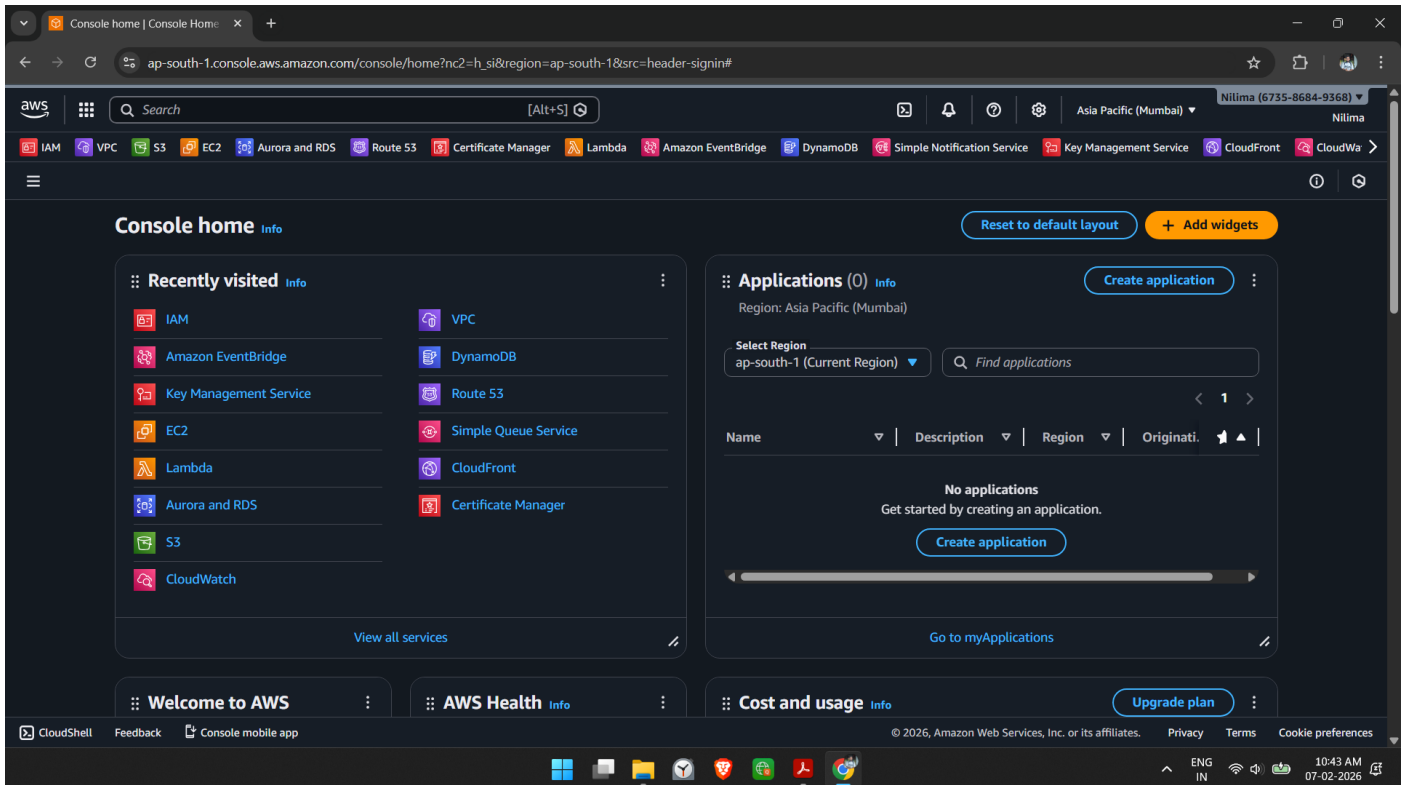 Console home | Console Home
ap-south-1.console.aws.amazon.com/console/home?nc2=h_si&region=ap-south-1&src=header-signin#
aws
Search [Alt+S]
Asia Pacific (Mumbai)
Nilima (6735-8684-9368)
Nilima
IAM VPC S3 EC2 Aurora and RDS Route 53 Certificate Manager Lambda Amazon EventBridge DynamoDB Simple Notification Service Key Management Service CloudFront CloudWa
Console home Info
Reset to default layout
+ Add widgets
Recently visited Info
IAM
Amazon EventBridge
Key Management Service
EC2
Lambda
Aurora and RDS
S3
CloudWatch
VPC
DynamoDB
Route 53
Simple Queue Service
CloudFront
Certificate Manager
View all services
Applications (0) Info
Create application
Region: Asia Pacific (Mumbai)
Select Region
ap-south-1 (Current Region)
Find applications
1
Name Description Region Originati.
No applications
Get started by creating an application.
Create application
Go to myApplications
Welcome to AWS
AWS Health Info
Cost and usage Info
Upgrade plan
CloudShell Feedback Console mobile app
© 2026, Amazon Web Services, Inc. or its affiliates. Privacy Terms Cookie preferences
ENG
IN
10:43 AM
07-02-2026